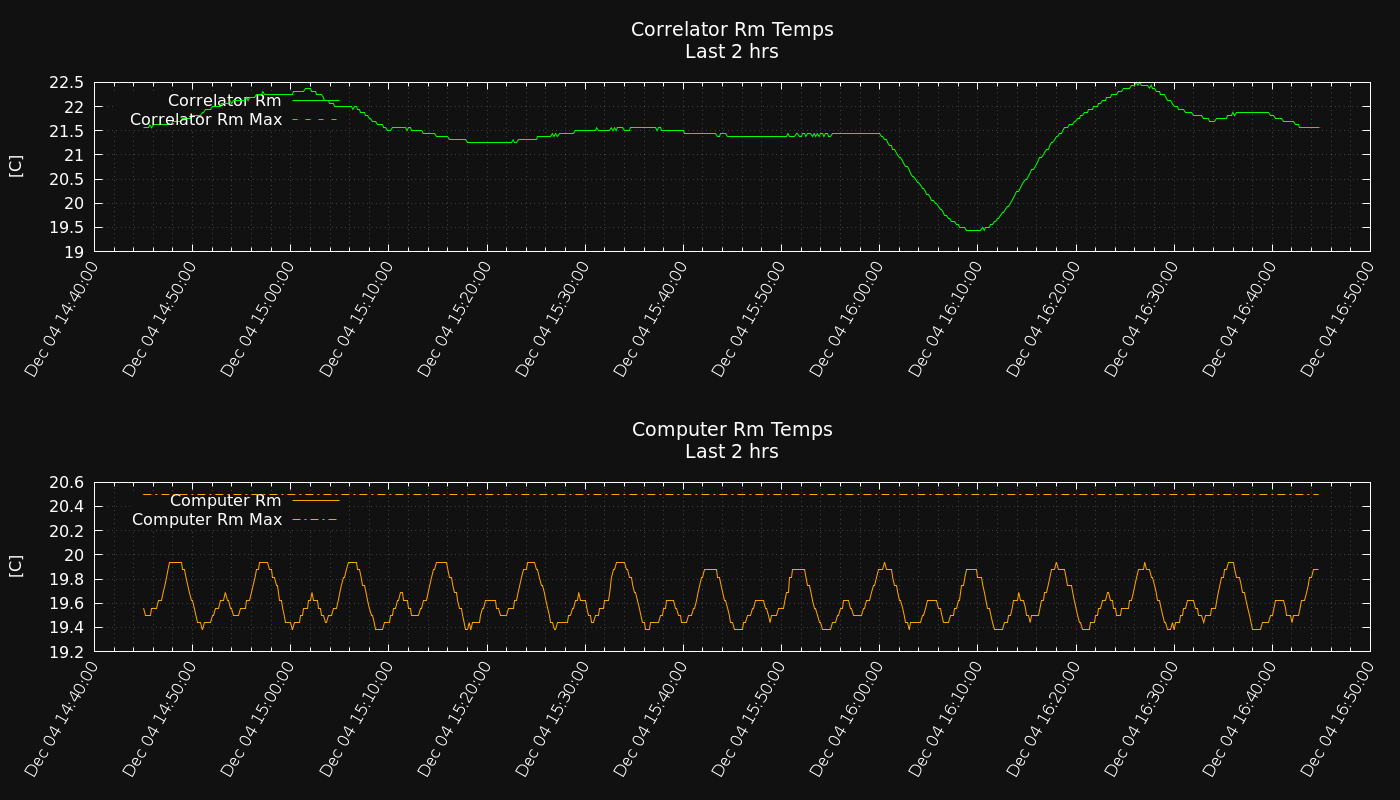 Correlator Rm Temps
Last 2 hrs
22.5
22
21.5
21
20.5
20
19.5
19
[C]
Correlator Rm
Correlator Rm Max
Dec 04 14:40:00
Dec 04 14:50:00
Dec 04 15:00:00
Dec 04 15:10:00
Dec 04 15:20:00
Dec 04 15:30:00
Dec 04 15:40:00
Dec 04 15:50:00
Dec 04 16:00:00
Dec 04 16:10:00
Dec 04 16:20:00
Dec 04 16:30:00
Dec 04 16:40:00
Dec 04 16:50:00
Computer Rm Temps
Last 2 hrs
20.6
20.4
20.2
20
19.8
19.6
19.4
19.2
[C]
Computer Rm
Computer Rm Max
Dec 04 14:40:00
Dec 04 14:50:00
Dec 04 15:00:00
Dec 04 15:10:00
Dec 04 15:20:00
Dec 04 15:30:00
Dec 04 15:40:00
Dec 04 15:50:00
Dec 04 16:00:00
Dec 04 16:10:00
Dec 04 16:20:00
Dec 04 16:30:00
Dec 04 16:40:00
Dec 04 16:50:00